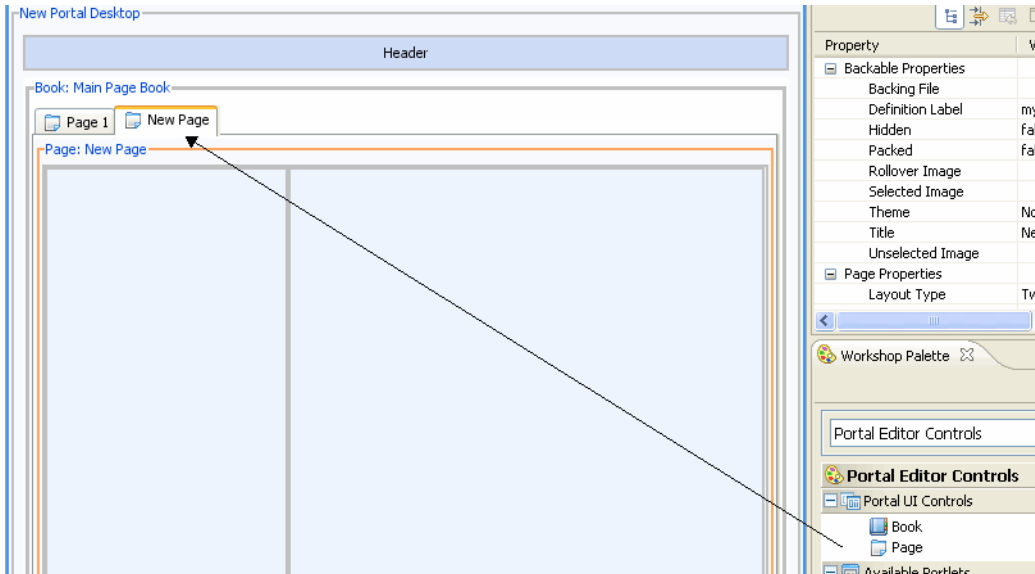 New Portal Desktop
Header
Book: Main Page Book
Page 1
New Page
Page: New Page
Property
Backable Properties
Backing File
Definition Label
Hidden
Packed
Rollover Image
Selected Image
Theme
Title
Unselected Image
Page Properties
Layout Type
Workshop Palette
Portal Editor Controls
Portal Editor Controls
Portal UI Controls
Book
Page
Available Portlets